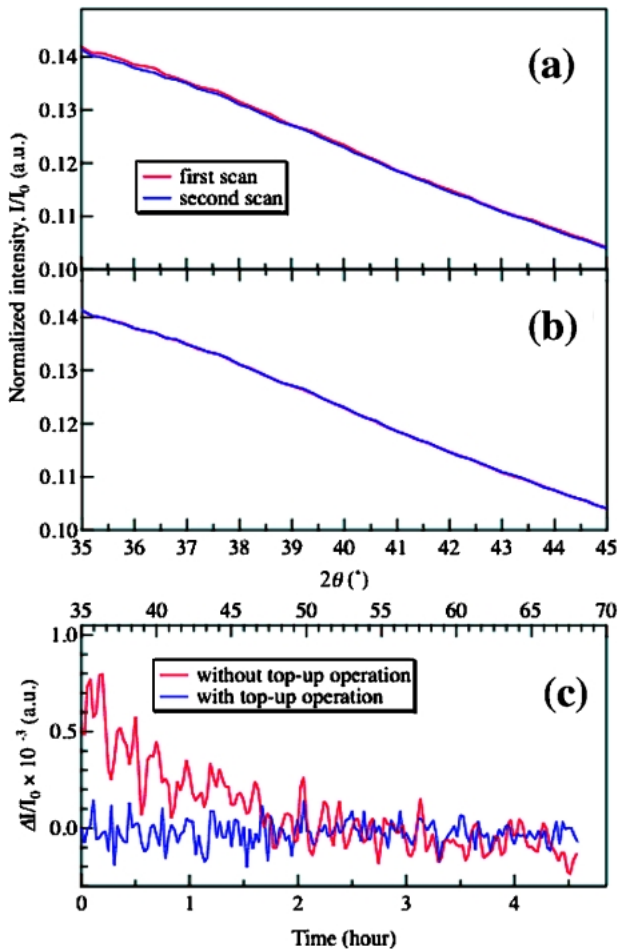 (a)
Normalized intensity, I/I₀ (a.u.)
0.14
0.13
0.12
0.11
0.10
first scan
second scan
(b)
0.14
0.13
0.12
0.11
0.10
35 36 37 38 39 40 41 42 43 44 45
2θ (°)
35 40 45 50 55 60 65 70
(c)
ΔI/I₀ × 10⁻³ (a.u.)
1.0
0.5
0.0
without top-up operation
with top-up operation
0 1 2 3 4
Time (hour)